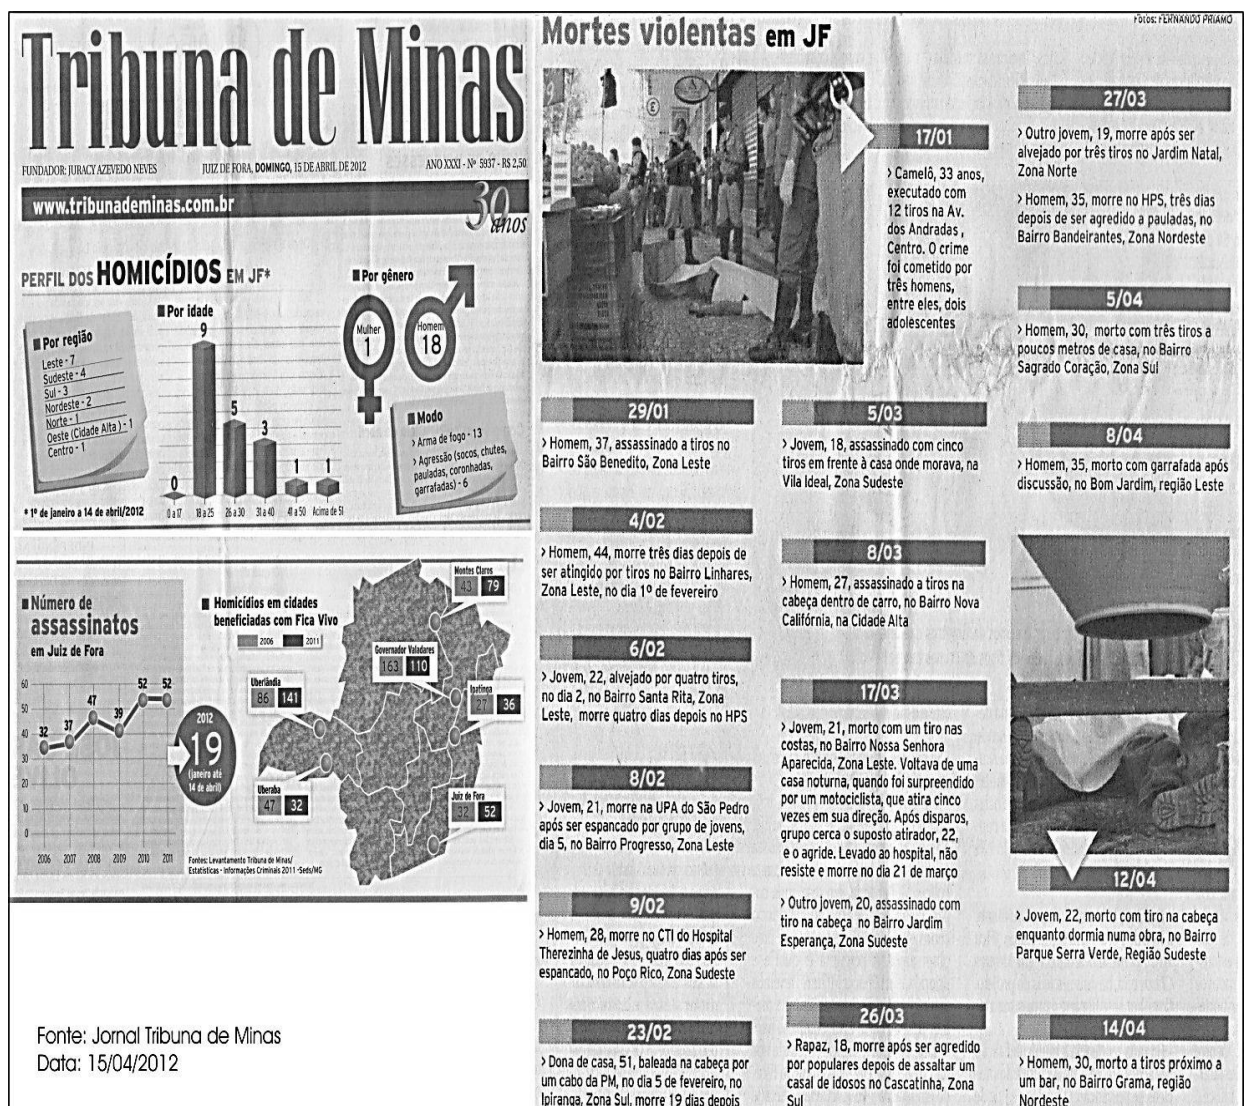 Tribuna de Minas
FUNDADOR: JURACY AZEVEDO NEVES
JUIZ DE FORA, DOMINGO, 15 DE ABRIL DE 2012
ANO XXXI - Nº 5937 - R$ 2,50
www.tribunademinas.com.br
30 anos
PERFIL DOS HOMICÍDIOS EM JF*
Por região
Leste - 7
Sudeste - 4
Sul - 3
Nordeste - 2
Norte - 1
Oeste (Cidade Alta ) - 1
Centro - 1
* 1º de janeiro a 14 de abril/2012
Por idade
0
9
5
3
1
1
0 a 17
18 a 25
26 a 30
31 a 40
41 a 50
Acima de 51
Por gênero
Mulher
1
Homem
18
Modo
> Arma de fogo - 13
> Agressão (socos, chutes,
pauladas, coronhadas,
garrafadas) - 6
Número de
assassinatos
em Juiz de Fora
60
50
40
30
20
10
0
32
37
47
39
52
52
2006
2007
2008
2009
2010
2011
2012
19
(janeiro até
14 de abril)
Homicídios em cidades
beneficiadas com Fica Vivo
2006
2011
Montes Claros
43 79
Governador Valadares
163 110
Uberlândia
86 141
Ipatinga
27 36
Uberaba
47 32
Juiz de Fora
32 52
Fontes: Levantamento Tribuna de Minas/
Estatísticas - Informações Criminais 2011 -Seds/MG
Fonte: Jornal Tribuna de Minas
Data: 15/04/2012
Mortes violentas em JF
Fotos: FERNANDO PRIAMO
17/01
> Camelô, 33 anos,
executado com
12 tiros na Av.
dos Andradas ,
Centro. O crime
foi cometido por
três homens,
entre eles, dois
adolescentes
29/01
> Homem, 37, assassinado a tiros no
Bairro São Benedito, Zona Leste
4/02
> Homem, 44, morre três dias depois de
ser atingido por tiros no Bairro Linhares,
Zona Leste, no dia 1º de fevereiro
6/02
> Jovem, 22, alvejado por quatro tiros,
no dia 2, no Bairro Santa Rita, Zona
Leste, morre quatro dias depois no HPS
8/02
> Jovem, 21, morre na UPA do São Pedro
após ser espancado por grupo de jovens,
dia 5, no Bairro Progresso, Zona Leste
9/02
> Homem, 28, morre no CTI do Hospital
Therezinha de Jesus, quatro dias após ser
espancado, no Poço Rico, Zona Sudeste
23/02
> Dona de casa, 51, baleada na cabeça por
um cabo da PM, no dia 5 de fevereiro, no
Ipiranga, Zona Sul, morre 19 dias depois
5/03
> Jovem, 18, assassinado com cinco
tiros em frente à casa onde morava, na
Vila Ideal, Zona Sudeste
8/03
> Homem, 27, assassinado a tiros na
cabeça dentro de carro, no Bairro Nova
Califórnia, na Cidade Alta
17/03
> Jovem, 21, morto com um tiro nas
costas, no Bairro Nossa Senhora
Aparecida, Zona Leste. Voltava de uma
casa noturna, quando foi surpreendido
por um motociclista, que atira cinco
vezes em sua direção. Após disparos,
grupo cerca o suposto atirador, 22,
e o agride. Levado ao hospital, não
resiste e morre no dia 21 de março
> Outro jovem, 20, assassinado com
tiro na cabeça no Bairro Jardim
Esperança, Zona Sudeste
26/03
> Rapaz, 18, morre após ser agredido
por populares depois de assaltar um
casal de idosos no Cascatinha, Zona
Sul
27/03
> Outro jovem, 19, morre após ser
alvejado por três tiros no Jardim Natal,
Zona Norte
> Homem, 35, morre no HPS, três dias
depois de ser agredido a pauladas, no
Bairro Bandeirantes, Zona Nordeste
5/04
> Homem, 30, morto com três tiros a
poucos metros de casa, no Bairro
Sagrado Coração, Zona Sul
8/04
> Homem, 35, morto com garrafada após
discussão, no Bom Jardim, região Leste
12/04
> Jovem, 22, morto com tiro na cabeça
enquanto dormia numa obra, no Bairro
Parque Serra Verde, Região Sudeste
14/04
> Homem, 30, morto a tiros próximo a
um bar, no Bairro Grama, região
Nordeste